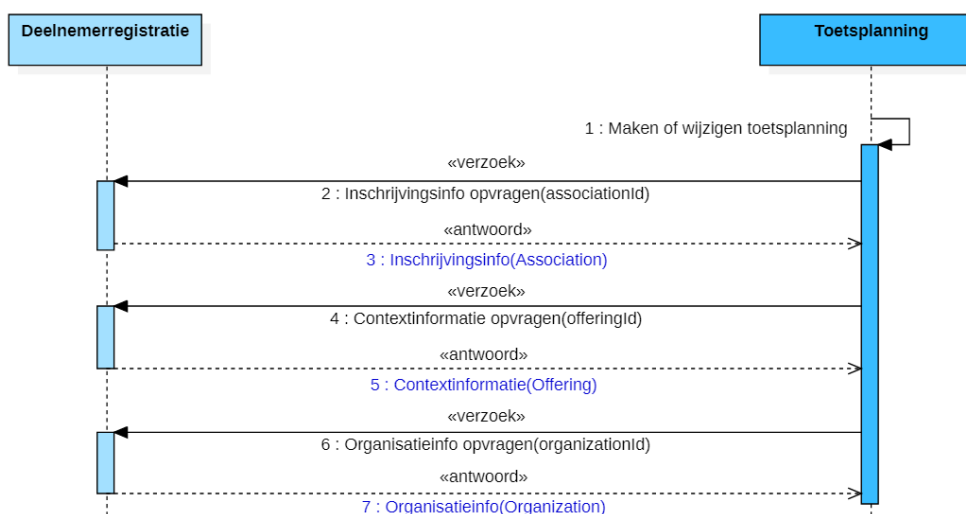 Deelnemerregistratie
Toetsplanning
1 : Maken of wijzigen toetsplanning
«verzoek»
2 : Inschrijvingsinfo opvragen(associationId)
«antwoord»
3 : Inschrijvingsinfo(Association)
«verzoek»
4 : Contextinformatie opvragen(offeringId)
«antwoord»
5 : Contextinformatie(Offering)
«verzoek»
6 : Organisatieinfo opvragen(organizationId)
«antwoord»
7 : Organisatieinfo(Organization)